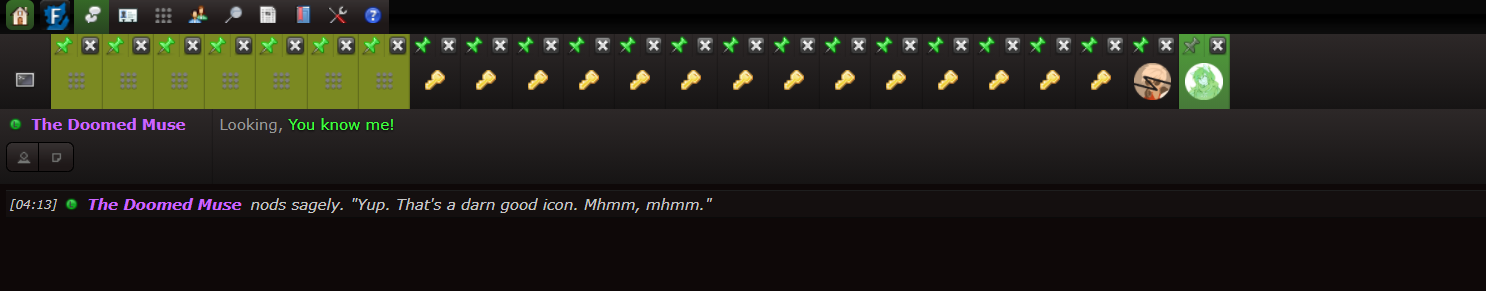 F
The Doomed Muse
Looking, You know me!
[04:13] The Doomed Muse nods sagely. "Yup. That's a darn good icon. Mhmm, mhmm."